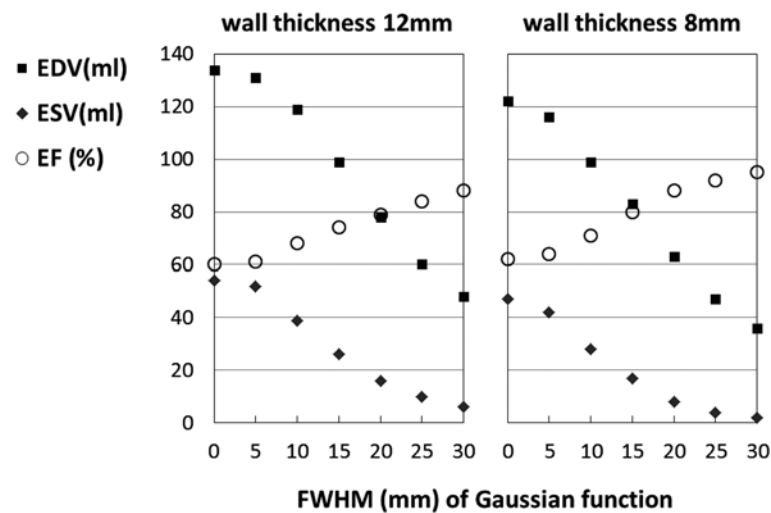 wall thickness 12mm wall thickness 8mm
EDV(ml)
ESV(ml)
EF (%)
140
120
100
80
60
40
20
0
0 5 10 15 20 25 30 0 5 10 15 20 25 30
FWHM (mm) of Gaussian function